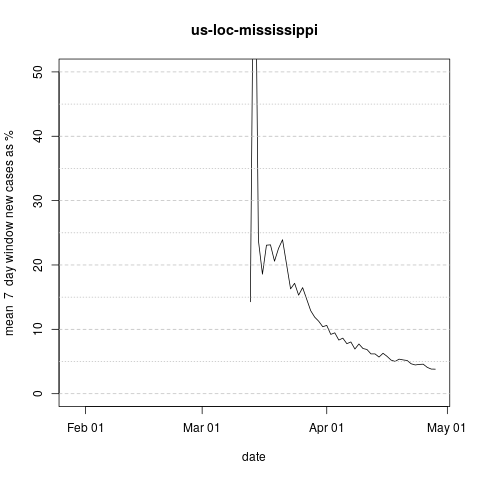 us-loc-mississippi
mean 7 day window new cases as %
50
40
30
20
10
0
Feb 01
Mar 01
Apr 01
May 01
date